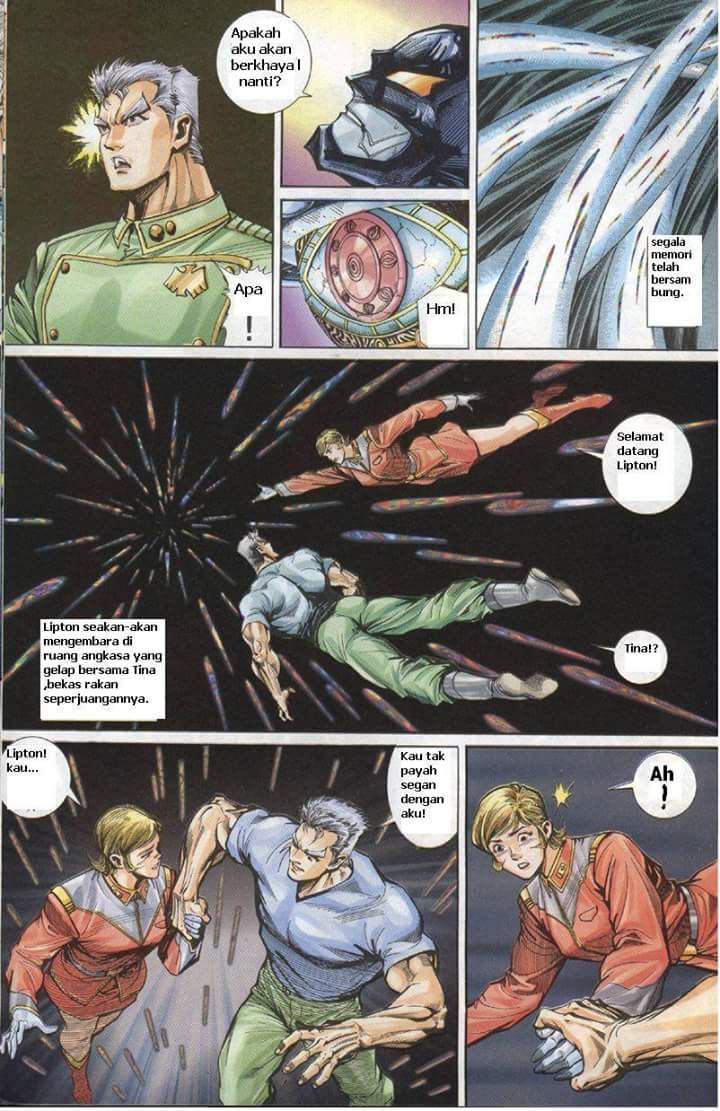 Apakah
aku akan
berkhaya l
nanti?
Apa
!
Hm!
segala
memori
telah
bersam
bung.
Selamat
datang
Lipton!
Lipton seakan-akan
mengembara di
ruang angkasa yang
gelap bersama Tina
,bekas rakan
seperjuangannya.
Tina!?
Lipton!
kau...
Kau tak
payah
segan
dengan
aku!
Ah
!